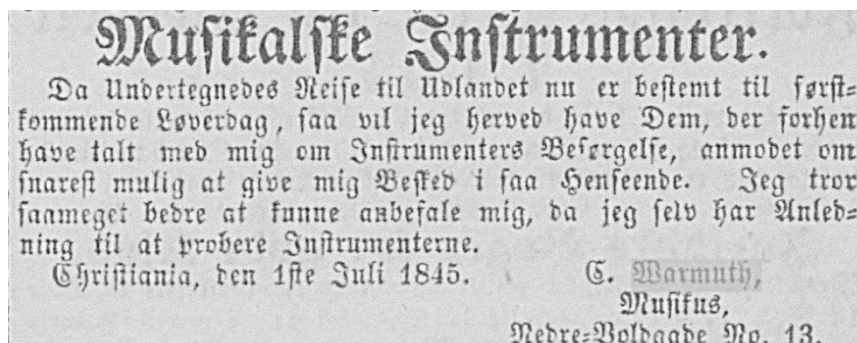 Musikalske Instrumenter.
Da Undertegnedes Reise til Udlandet nu er bestemt til først=
kommende Løverdag, saa vil jeg herved have Dem, der forhen
have talt med mig om Instrumenters Besørgelse, anmodet om
snarest mulig at give mig Besked i saa Henseende. Jeg tror
saameget bedre at kunne anbefale mig, da jeg selv har Anled=
ning til at probere Instrumenterne.
Christiania, den 1ste Juli 1845. C. Warmuth,
Musikus,
Nedre=Voldgade No. 13.